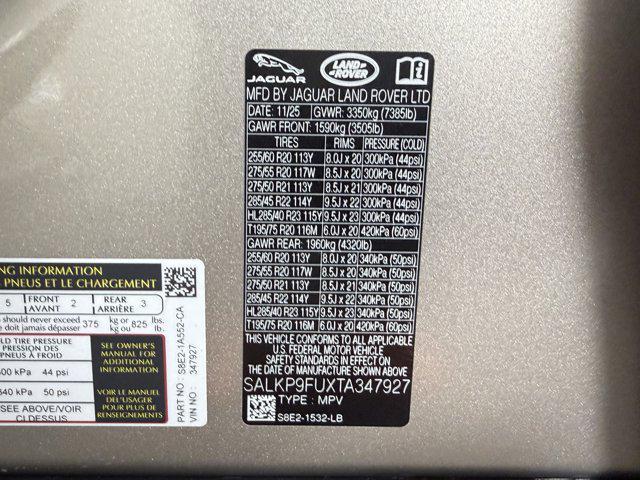 JAGUAR
LAND ROVER
MFD BY JAGUAR LAND ROVER LTD
DATE: 11/25 GVWR: 3350kg (7385lb)
GAWR FRONT: 1590kg (3505lb)
TIRES RIMS PRESSURE (COLD)
255/60 R20 113Y 8.0J x 20 300kPa (44psi)
275/55 R20 117W 8.5J x 20 300kPa (44psi)
275/50 R21 113Y 8.5J x 21 300kPa (44psi)
285/45 R22 114Y 9.5J x 22 300kPa (44psi)
HL285/40 R23 115Y 9.5J x 23 300kPa (44psi)
T195/75 R20 116M 6.0J x 20 420kPa (60psi)
GAWR REAR: 1960kg (4320lb)
255/60 R20 113Y 8.0J x 20 340kPa (50psi)
275/55 R20 117W 8.5J x 20 340kPa (50psi)
275/50 R21 113Y 8.5J x 21 340kPa (50psi)
285/45 R22 114Y 9.5J x 22 340kPa (50psi)
HL285/40 R23 115Y 9.5J x 23 340kPa (50psi)
T195/75 R20 116M 6.0J x 20 420kPa (60psi)
THIS VEHICLE CONFORMS TO ALL APPLICABLE
U.S. FEDERAL MOTOR VEHICLE
SAFETY STANDARDS IN EFFECT ON
THE DATE OF MANUFACTURE
SALKP9FUXTA347927
TYPE : MPV
S8E2-1532-LB
NG INFORMATION
PNEUS ET LE CHARGEMENT
5 FRONT AVANT 2 REAR ARRIÈRE 3
should never exceed 375 kg or 825 lbs.
doit jamais dépasser kg ou lb.
LD TIRE PRESSURE
PRESSION DES
PNEUS À FROID
300 kPa 44 psi
340 kPa 50 psi
SEE ABOVE/VOIR
CI DESSUS
SEE OWNER'S
MANUAL FOR
ADDITIONAL
INFORMATION
VOIR LE MANUEL
DE L'USAGER
POUR PLUS DE
RENSEIGNEMENTS
PART NO: S8E2-1A552-CA
VIN NO : 347927